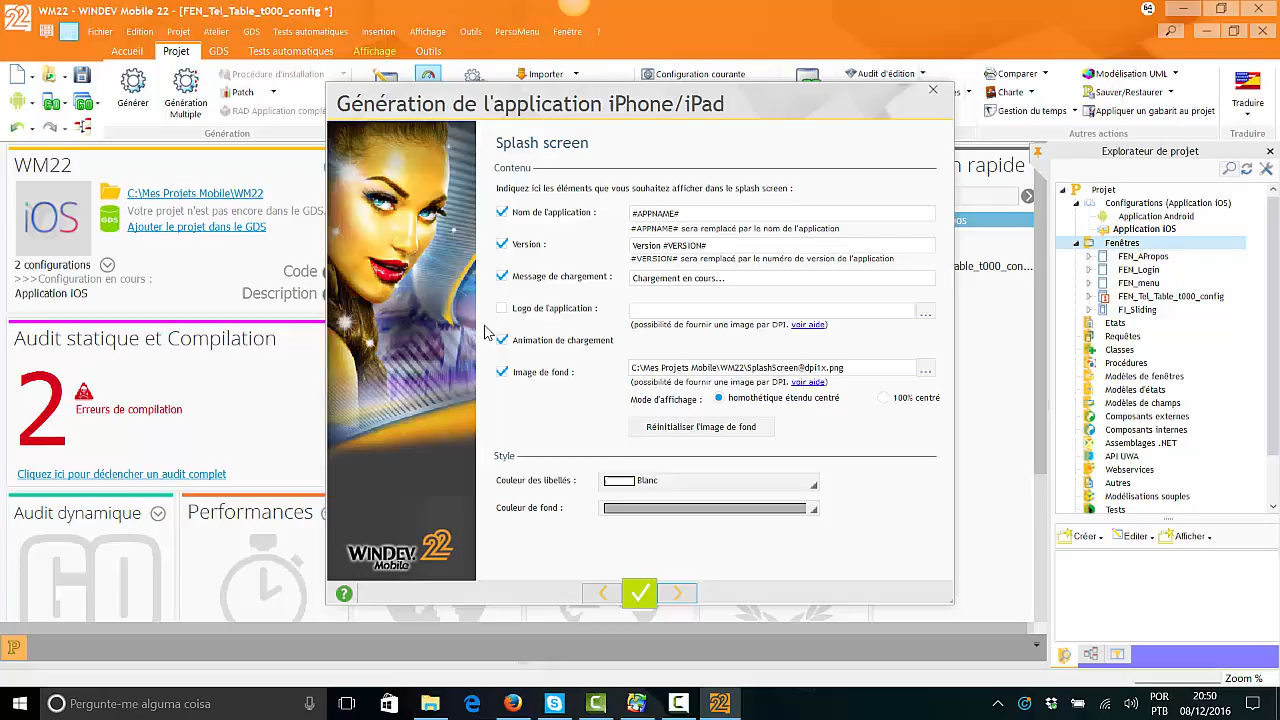 WM22 - WINDEV Mobile 22 - [FEN_Tel_Table_t000_config *]
64
Fichier Edition Projet Atelier GDS Tests automatiques Insertion Affichage Outils PersoMenu Fenêtre ?
Accueil Projet GDS Tests automatiques Affichage Outils
Procédure d'installation
Patch
RAD Application complè
Générer
Génération
Multiple
Génération
Importer
Configuration courante
Audit d'édition
Comparer
Charte
Gestion du temps
Modélisation UML
Sauver/Restaurer
Appliquer un gabarit au projet
Autres actions
Traduire
Traduire
WM22
iOS
C:\Mes Projets Mobile\WM22
Votre projet n'est pas encore dans le GDS.
GDS
Ajouter le projet dans le GDS
2 configurations
>>>Configuration en cours :
Application iOS
Code
Description
Audit statique et Compilation
2
Erreurs de compilation
Cliquez ici pour déclencher un audit complet
Audit dynamique
Performances
Génération de l'application iPhone/iPad
Splash screen
Contenu
Indiquez ici les éléments que vous souhaitez afficher dans le splash screen :
Nom de l'application : #APPNAME#
#APPNAME# sera remplacé par le nom de l'application
Version : Version #VERSION#
#VERSION# sera remplacé par le numéro de version de l'application
Message de chargement : Chargement en cours...
Logo de l'application : ...
(possibilité de fournir une image par DPI. voir aide)
Animation de chargement
Image de fond : C:\Mes Projets Mobile\WM22\SplashScreen@dpi1x.png ...
(possibilité de fournir une image par DPI. voir aide)
Mode d'affichage : homothétique étendu centré 100% centré
Réinitialiser l'image de fond
Style
Couleur des libellés : Blanc
Couleur de fond :
WINDEV 22
Mobile
?
n rapide
ble_t000_con...
Explorateur de projet
Projet
Configurations (Application iOS)
Application Android
Application iOS
Fenêtres
FEN_APropos
FEN_Login
FEN_menu
FEN_Tel_Table_t000_config
FI_Sliding
Etats
Requêtes
Classes
Procédures
Modèles de fenêtres
Modèles d'états
Modèles de champs
Composants externes
Composants internes
Assemblages .NET
API UWA
Webservices
Autres
Modélisations souples
Tests
Créer Editer Afficher
P
Zoom %
Pergunte-me alguma coisa
22
POR
PTB
20:50
08/12/2016